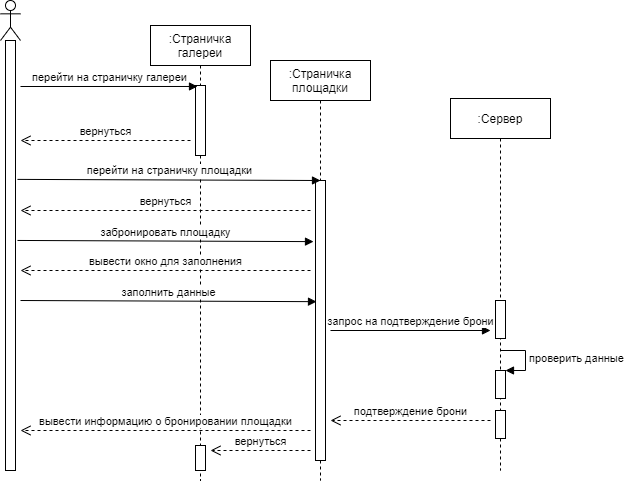 :Страничка
галереи
:Страничка
площадки
перейти на страничку галереи
:Сервер
вернуться
перейти на страничку площадки
вернуться
забронировать площадку
вывести окно для заполнения
заполнить данные
запрос на подтверждение брони
проверить данные
подтверждение брони
вывести информацию о бронировании площадки
вернуться